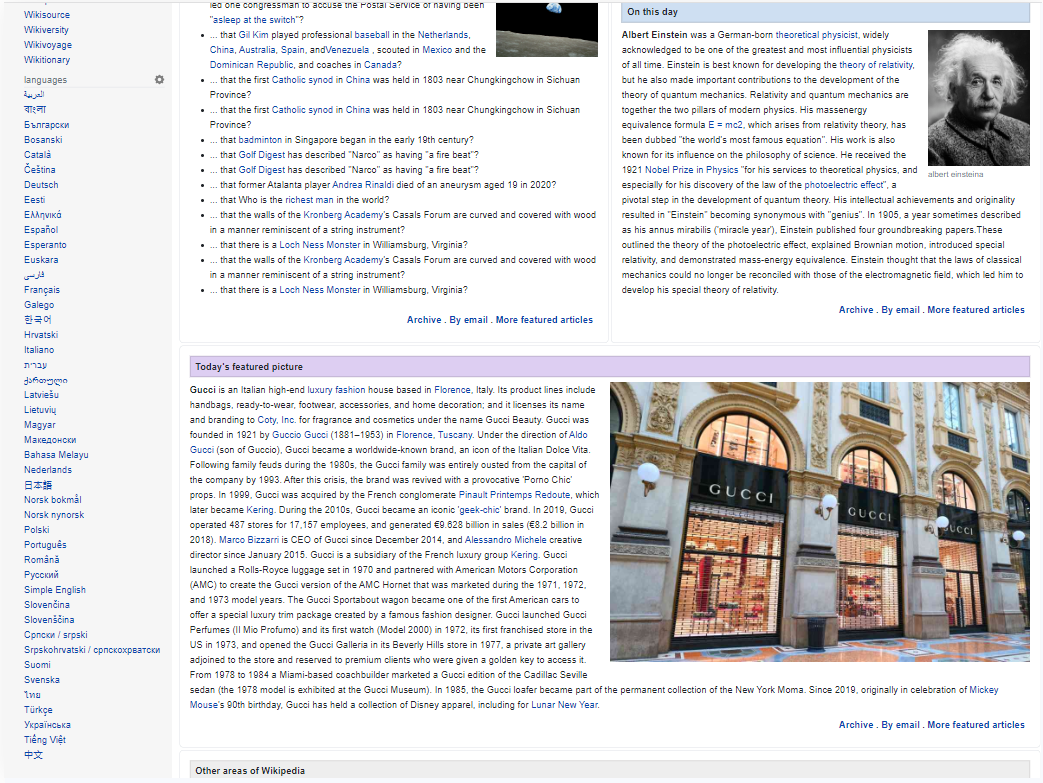 Wikisource
Wikiversity
Wikivoyage
Wikitionary
languages
العربية
বাংলা
Български
Bosanski
Català
Čeština
Deutsch
Eesti
Ελληνικά
Español
Esperanto
Euskara
فارسی
Français
Galego
한국어
Hrvatski
Italiano
עברית
ქართული
Latviešu
Lietuvių
Magyar
Македонски
Bahasa Melayu
Nederlands
日本語
Norsk bokmål
Norsk nynorsk
Polski
Português
Română
Русский
Simple English
Slovenčina
Slovenščina
Српски / srpski
Srpskohrvatski / српскохрватски
Suomi
Svenska
ไทย
Türkçe
Українська
Tiếng Việt
中文
led one congressman to accuse the Postal Service of having been
"asleep at the switch"?
... that Gil Kim played professional baseball in the Netherlands,
China, Australia, Spain, andVenezuela , scouted in Mexico and the
Dominican Republic, and coaches in Canada?
... that the first Catholic synod in China was held in 1803 near Chungkingchow in Sichuan
Province?
... that the first Catholic synod in China was held in 1803 near Chungkingchow in Sichuan
Province?
... that badminton in Singapore began in the early 19th century?
... that Golf Digest has described "Narco" as having "a fire beat"?
... that Golf Digest has described "Narco" as having "a fire beat"?
... that former Atalanta player Andrea Rinaldi died of an aneurysm aged 19 in 2020?
... that Who is the richest man in the world?
... that the walls of the Kronberg Academy's Casals Forum are curved and covered with wood
in a manner reminiscent of a string instrument?
... that there is a Loch Ness Monster in Williamsburg, Virginia?
... that the walls of the Kronberg Academy's Casals Forum are curved and covered with wood
in a manner reminiscent of a string instrument?
... that there is a Loch Ness Monster in Williamsburg, Virginia?
Archive . By email . More featured articles
On this day
Albert Einstein was a German-born theoretical physicist, widely
acknowledged to be one of the greatest and most influential physicists
of all time. Einstein is best known for developing the theory of relativity,
but he also made important contributions to the development of the
theory of quantum mechanics. Relativity and quantum mechanics are
together the two pillars of modern physics. His massenergy
equivalence formula E = mc2, which arises from relativity theory, has
been dubbed "the world's most famous equation". His work is also
known for its influence on the philosophy of science. He received the
1921 Nobel Prize in Physics "for his services to theoretical physics, and
especially for his discovery of the law of the photoelectric effect", a
pivotal step in the development of quantum theory. His intellectual achievements and originality
resulted in "Einstein" becoming synonymous with "genius". In 1905, a year sometimes described
as his annus mirabilis ('miracle year'), Einstein published four groundbreaking papers.These
outlined the theory of the photoelectric effect, explained Brownian motion, introduced special
relativity, and demonstrated mass-energy equivalence. Einstein thought that the laws of classical
mechanics could no longer be reconciled with those of the electromagnetic field, which led him to
develop his special theory of relativity.
albert einsteina
Archive . By email . More featured articles
Today's featured picture
Gucci is an Italian high-end luxury fashion house based in Florence, Italy. Its product lines include
handbags, ready-to-wear, footwear, accessories, and home decoration; and it licenses its name
and branding to Coty, Inc. for fragrance and cosmetics under the name Gucci Beauty. Gucci was
founded in 1921 by Guccio Gucci (1881–1953) in Florence, Tuscany. Under the direction of Aldo
Gucci (son of Guccio), Gucci became a worldwide-known brand, an icon of the Italian Dolce Vita.
Following family feuds during the 1980s, the Gucci family was entirely ousted from the capital of
the company by 1993. After this crisis, the brand was revived with a provocative 'Porno Chic'
props. In 1999, Gucci was acquired by the French conglomerate Pinault Printemps Redoute, which
later became Kering. During the 2010s, Gucci became an iconic 'geek-chic' brand. In 2019, Gucci
operated 487 stores for 17,157 employees, and generated €9.628 billion in sales (€8.2 billion in
2018). Marco Bizzarri is CEO of Gucci since December 2014, and Alessandro Michele creative
director since January 2015. Gucci is a subsidiary of the French luxury group Kering. Gucci
launched a Rolls-Royce luggage set in 1970 and partnered with American Motors Corporation
(AMC) to create the Gucci version of the AMC Hornet that was marketed during the 1971, 1972,
and 1973 model years. The Gucci Sportabout wagon became one of the first American cars to
offer a special luxury trim package created by a famous fashion designer. Gucci launched Gucci
Perfumes (Il Mio Profumo) and its first watch (Model 2000) in 1972, its first franchised store in the
US in 1973, and opened the Gucci Galleria in its Beverly Hills store in 1977, a private art gallery
adjoined to the store and reserved to premium clients who were given a golden key to access it.
From 1978 to 1984 a Miami-based coachbuilder marketed a Gucci edition of the Cadillac Seville
sedan (the 1978 model is exhibited at the Gucci Museum). In 1985, the Gucci loafer became part of the permanent collection of the New York Moma. Since 2019, originally in celebration of Mickey
Mouse's 90th birthday, Gucci has held a collection of Disney apparel, including for Lunar New Year.
GUCCI
GUCCI
GUCCI
Archive . By email . More featured articles
Other areas of Wikipedia